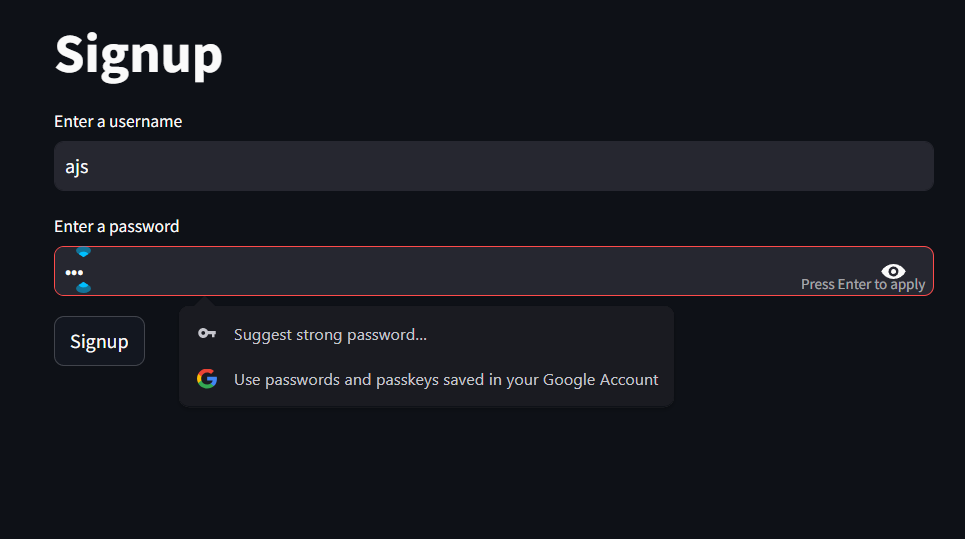 Signup
Enter a username
ajs
Enter a password
•••
Press Enter to apply
Signup
Suggest strong password...
Use passwords and passkeys saved in your Google Account